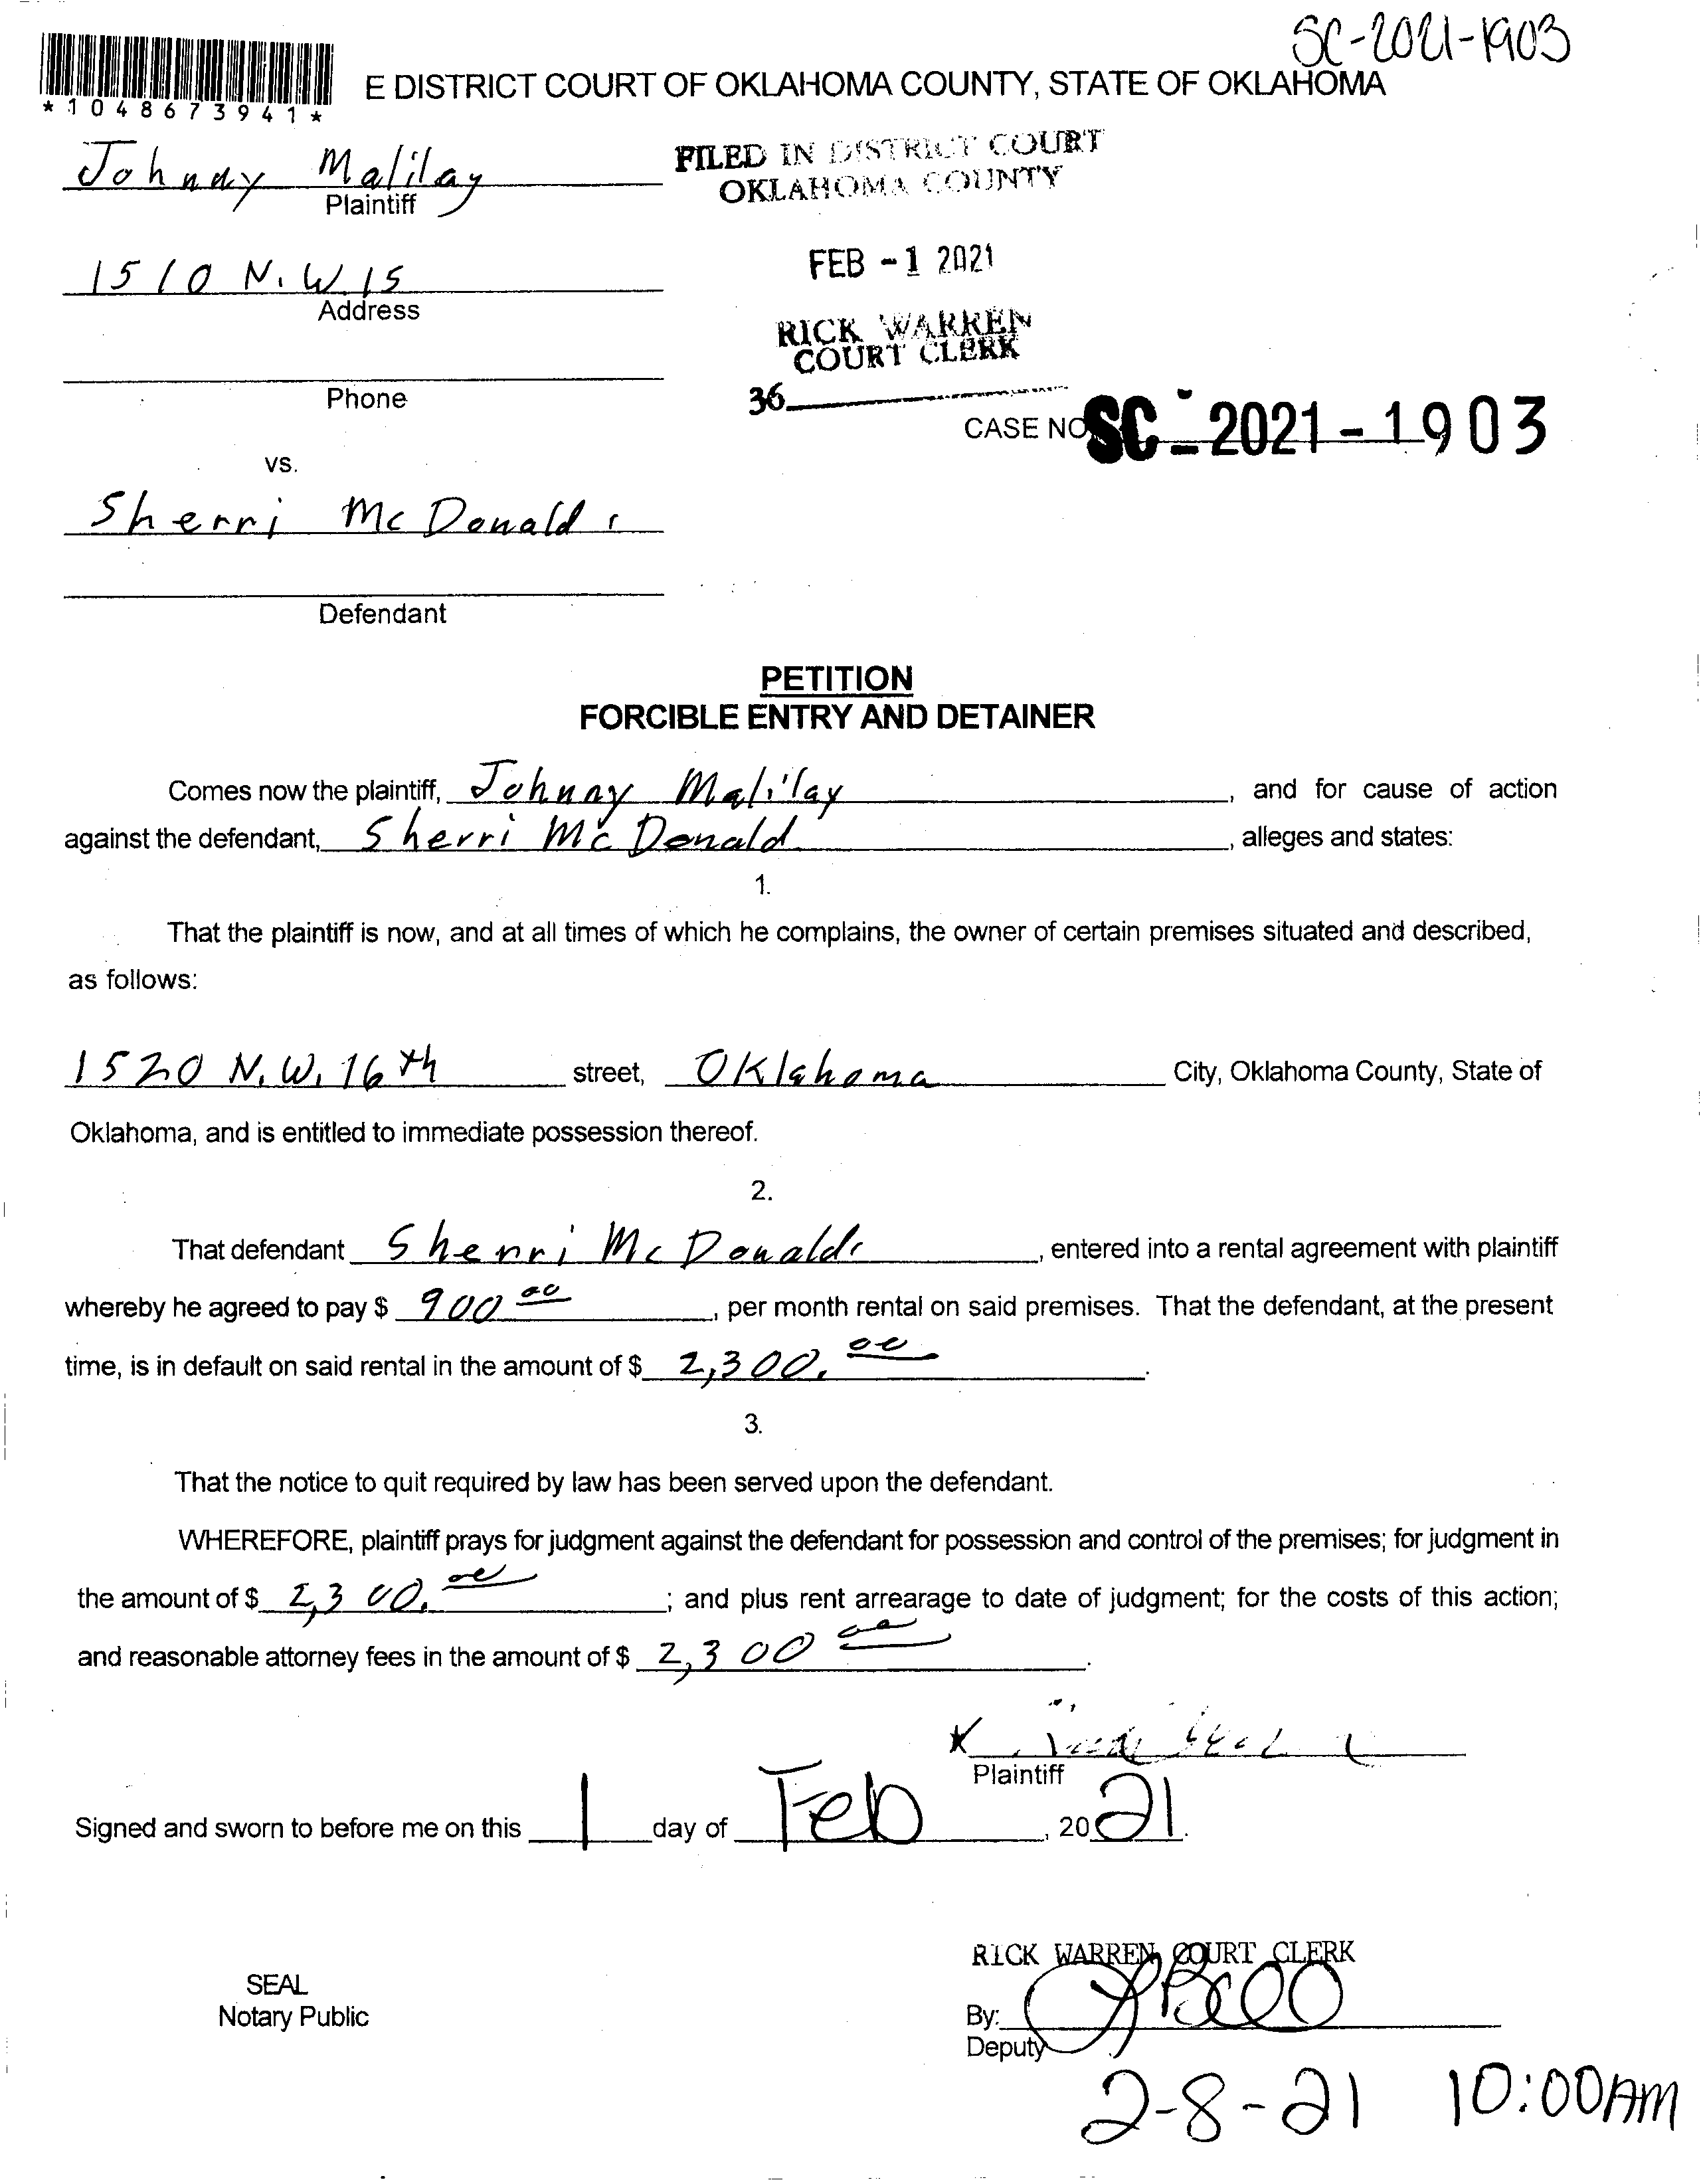 SC-2021-1903
E DISTRICT COURT OF OKLAHOMA COUNTY, STATE OF OKLAHOMA
*1048673941*
Johnny Malilay
Plaintiff
FILED IN DISTRICT COURT
OKLAHOMA COUNTY
1510 N.W 15
Address
FEB -1 2021
RICK WARREN
COURT CLERK
Phone
36
CASE NO SC-2021-1903
vs.
Sherri McDonald
Defendant
PETITION
FORCIBLE ENTRY AND DETAINER
Comes now the plaintiff, Johnny Malilay, and for cause of action
against the defendant, Sherri McDonald, alleges and states:
1.
That the plaintiff is now, and at all times of which he complains, the owner of certain premises situated and described,
as follows:
1520 N.W. 16th street, Oklahoma City, Oklahoma County, State of
Oklahoma, and is entitled to immediate possession thereof.
2.
That defendant Sherri McDonald, entered into a rental agreement with plaintiff
whereby he agreed to pay $ 900 00, per month rental on said premises. That the defendant, at the present
time, is in default on said rental in the amount of $ 2,300. 00.
3.
That the notice to quit required by law has been served upon the defendant.
WHEREFORE, plaintiff prays for judgment against the defendant for possession and control of the premises; for judgment in
the amount of $ 2,300. 00; and plus rent arrearage to date of judgment; for the costs of this action;
and reasonable attorney fees in the amount of $ 2,300 00.
Plaintiff
Signed and sworn to before me on this 1 day of Feb, 2021.
RICK WARREN, COURT CLERK
SEAL
Notary Public
By:
Deputy
2-8-21 10:00AM